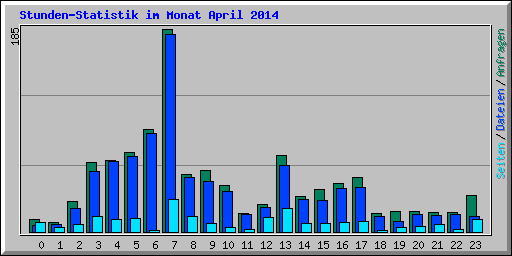 Stunden-Statistik im Monat April 2014
185
Seiten/Dateien/Anfragen
0 1 2 3 4 5 6 7 8 9 10 11 12 13 14 15 16 17 18 19 20 21 22 23